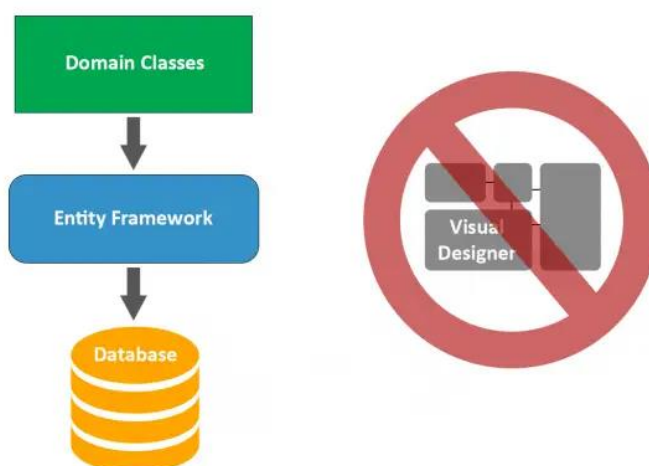 Domain Classes
Entity Framework
Database
Visual
Designer